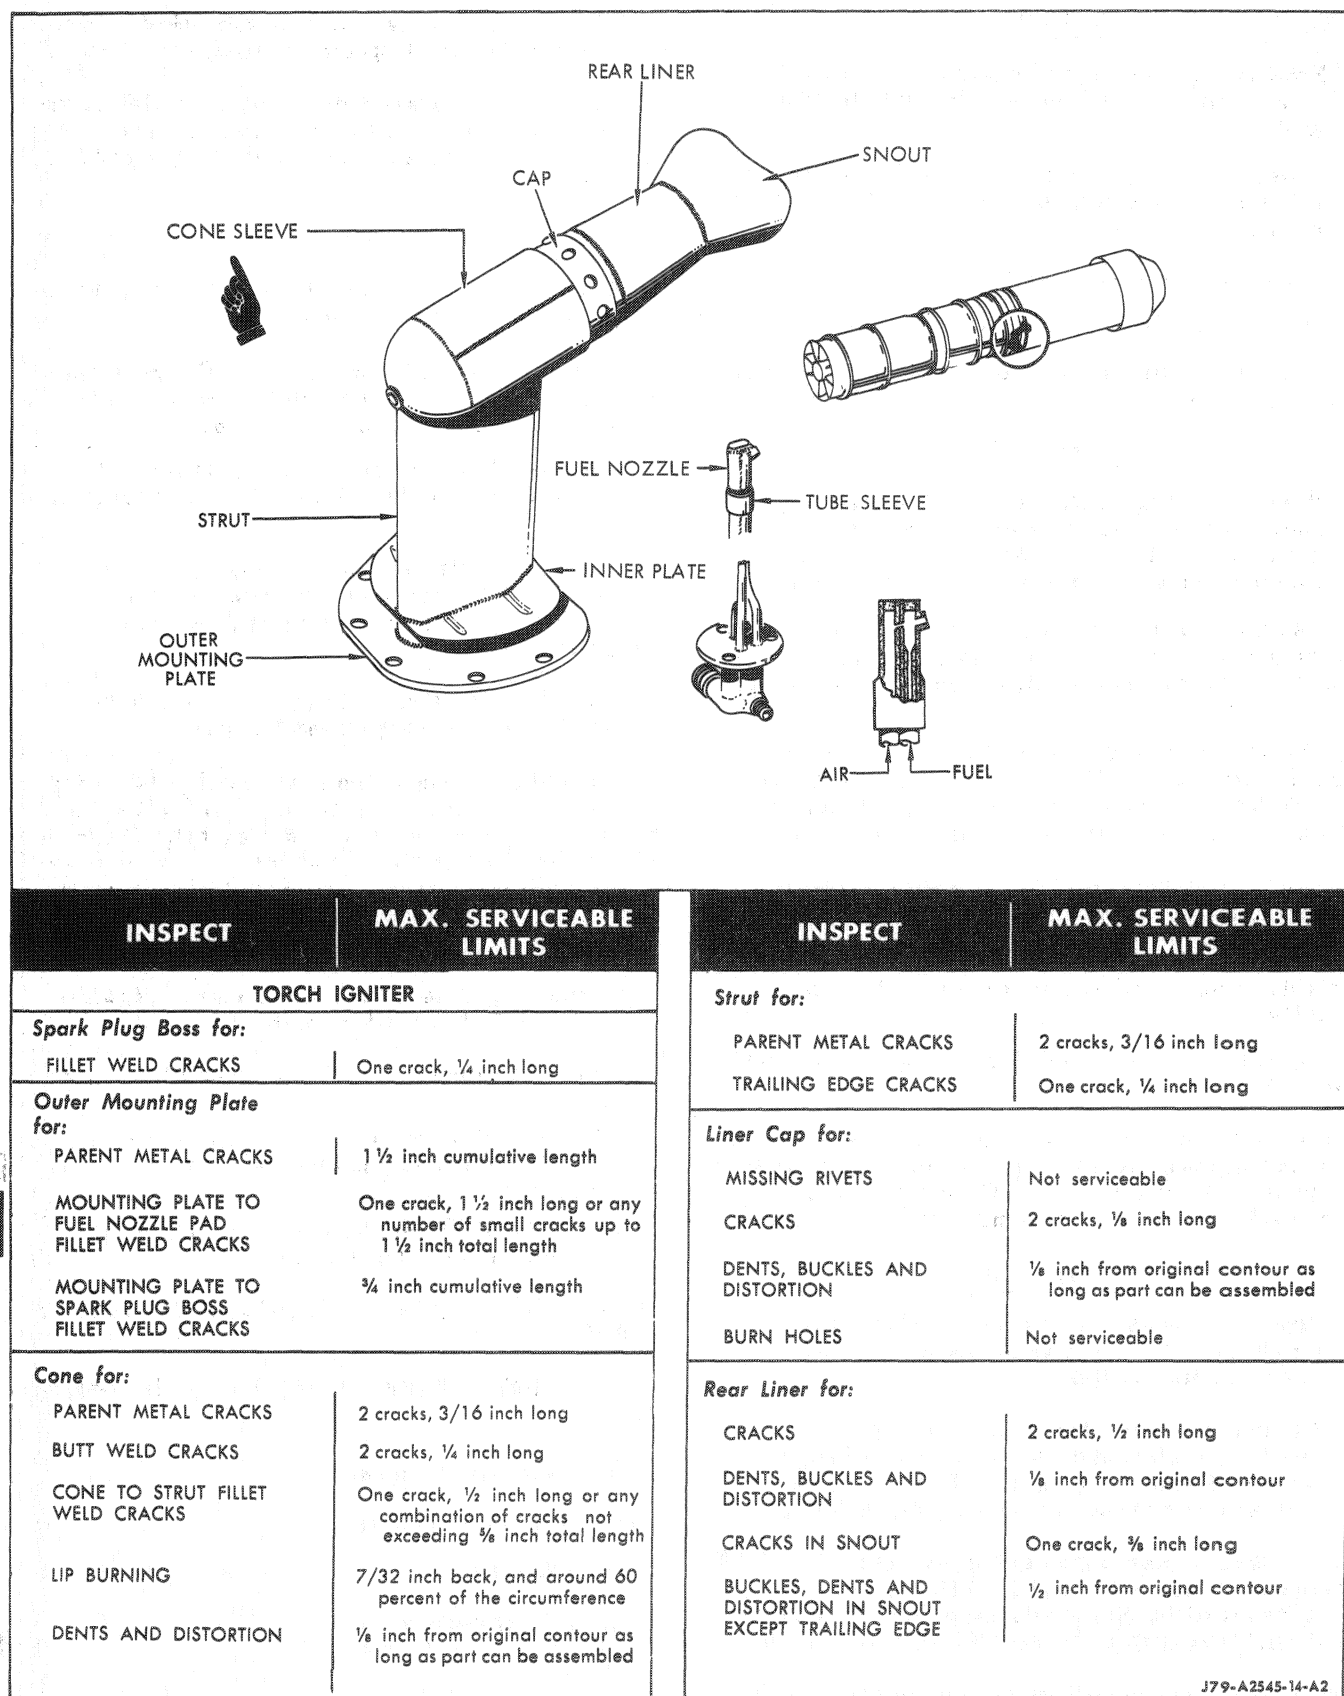 REAR LINER
SNOUT
CAP
CONE SLEEVE
FUEL NOZZLE
TUBE SLEEVE
STRUT
INNER PLATE
OUTER
MOUNTING
PLATE
AIR
FUEL
INSPECT
MAX. SERVICEABLE
LIMITS
TORCH IGNITER
Spark Plug Boss for:
FILLET WELD CRACKS
One crack, ¼ inch long
Outer Mounting Plate
for:
PARENT METAL CRACKS
1 ½ inch cumulative length
MOUNTING PLATE TO
FUEL NOZZLE PAD
FILLET WELD CRACKS
One crack, 1 ½ inch long or any
number of small cracks up to
1 ½ inch total length
MOUNTING PLATE TO
SPARK PLUG BOSS
FILLET WELD CRACKS
¾ inch cumulative length
Cone for:
PARENT METAL CRACKS
2 cracks, 3/16 inch long
BUTT WELD CRACKS
2 cracks, ¼ inch long
CONE TO STRUT FILLET
WELD CRACKS
One crack, ½ inch long or any
combination of cracks not
exceeding ⅝ inch total length
LIP BURNING
7/32 inch back, and around 60
percent of the circumference
DENTS AND DISTORTION
⅛ inch from original contour as
long as part can be assembled
INSPECT
MAX. SERVICEABLE
LIMITS
Strut for:
PARENT METAL CRACKS
2 cracks, 3/16 inch long
TRAILING EDGE CRACKS
One crack, ¼ inch long
Liner Cap for:
MISSING RIVETS
Not serviceable
CRACKS
2 cracks, ⅛ inch long
DENTS, BUCKLES AND
DISTORTION
⅛ inch from original contour as
long as part can be assembled
BURN HOLES
Not serviceable
Rear Liner for:
CRACKS
2 cracks, ½ inch long
DENTS, BUCKLES AND
DISTORTION
⅛ inch from original contour
CRACKS IN SNOUT
One crack, ⅜ inch long
BUCKLES, DENTS AND
DISTORTION IN SNOUT
EXCEPT TRAILING EDGE
½ inch from original contour
J79-A2545-14-A2